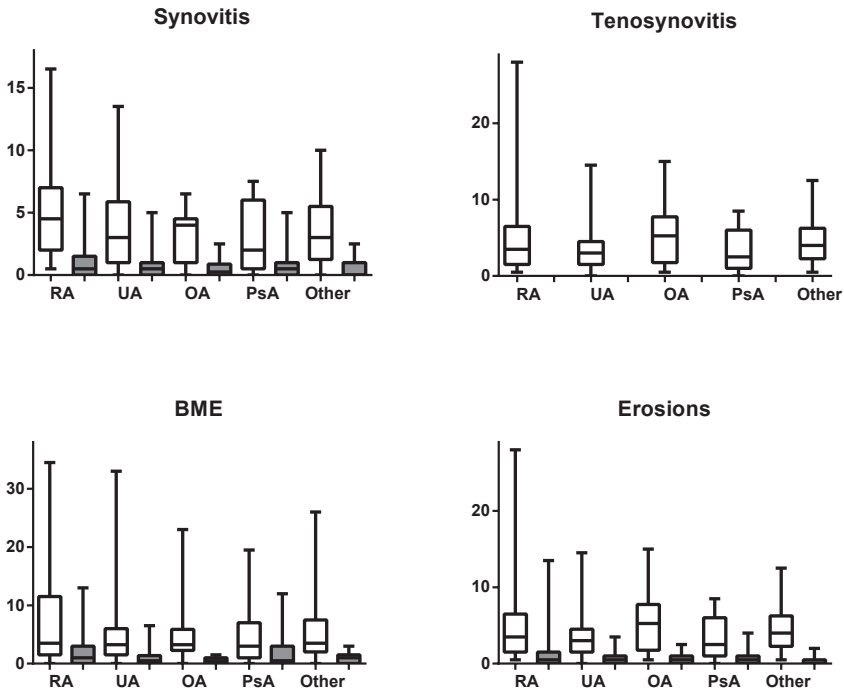 Synovitis
15
10
5
0
RA UA OA PsA Other
Tenosynovitis
20
10
0
RA UA OA PsA Other
BME
30
20
10
0
RA UA OA PsA Other
Erosions
20
10
0
RA UA OA PsA Other